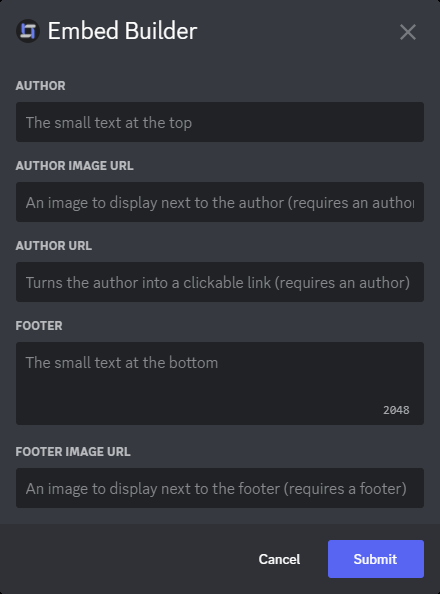 Embed Builder
AUTHOR
The small text at the top
AUTHOR IMAGE URL
An image to display next to the author (requires an author
AUTHOR URL
Turns the author into a clickable link (requires an author)
FOOTER
The small text at the bottom
2048
FOOTER IMAGE URL
An image to display next to the footer (requires a footer)
Cancel
Submit